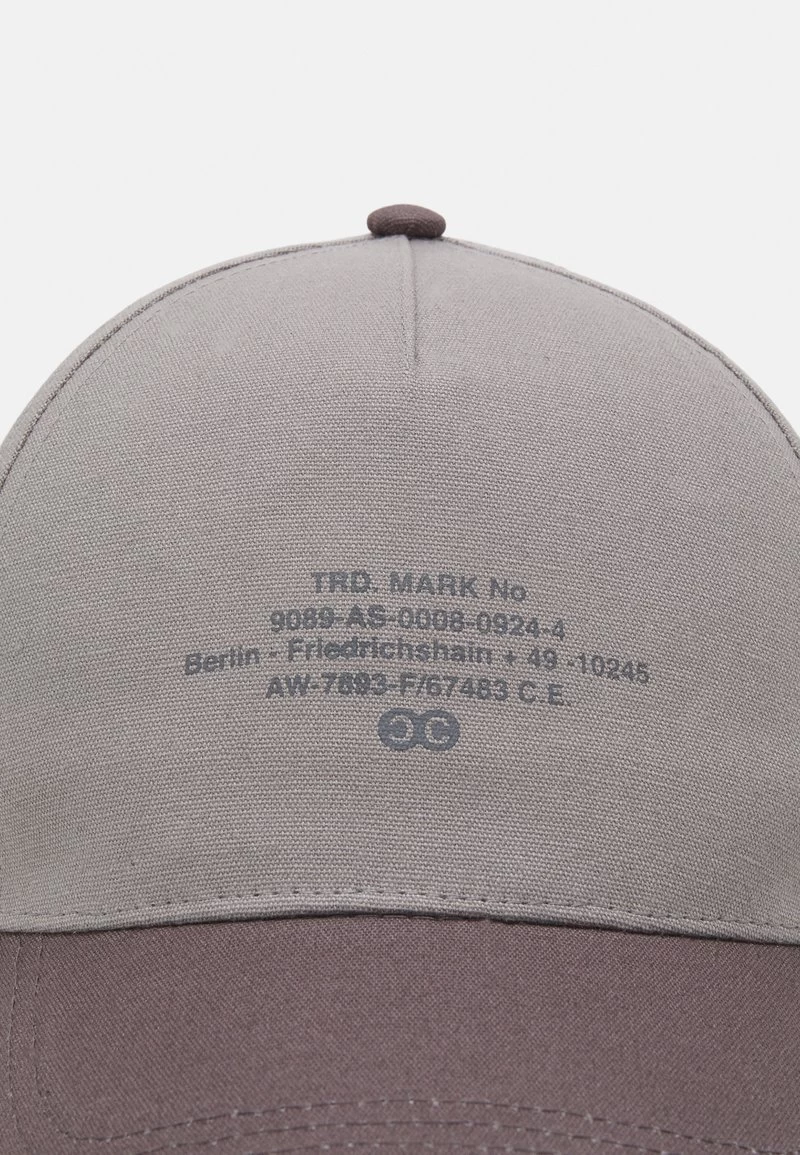 TRD. MARK No
9089-AS-0008-0924-4
Berlin - Friedrichshain + 49 -10245
AW-7893-F/67483 C.E.